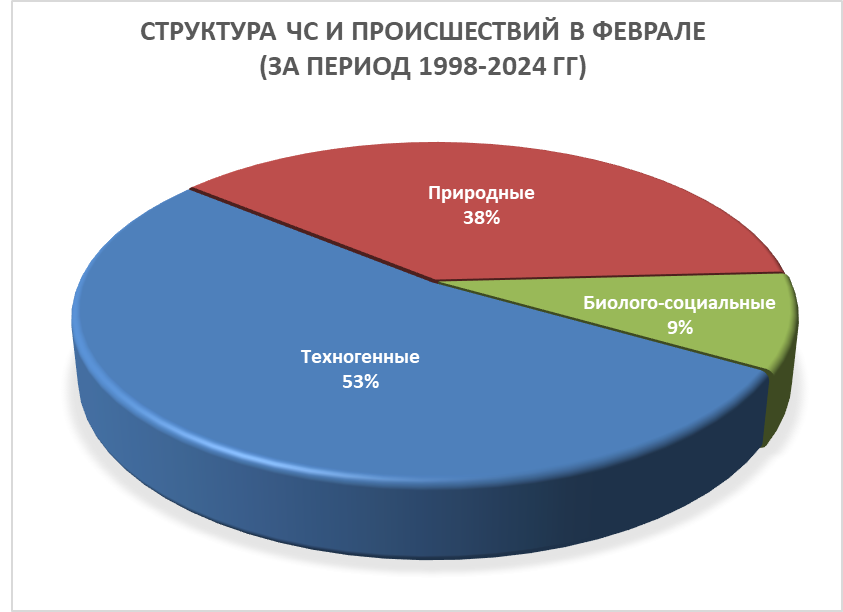 СТРУКТУРА ЧС И ПРОИСШЕСТВИЙ В ФЕВРАЛЕ
(ЗА ПЕРИОД 1998-2024 ГГ)
Природные
38%
Биолого-социальные
9%
Техногенные
53%